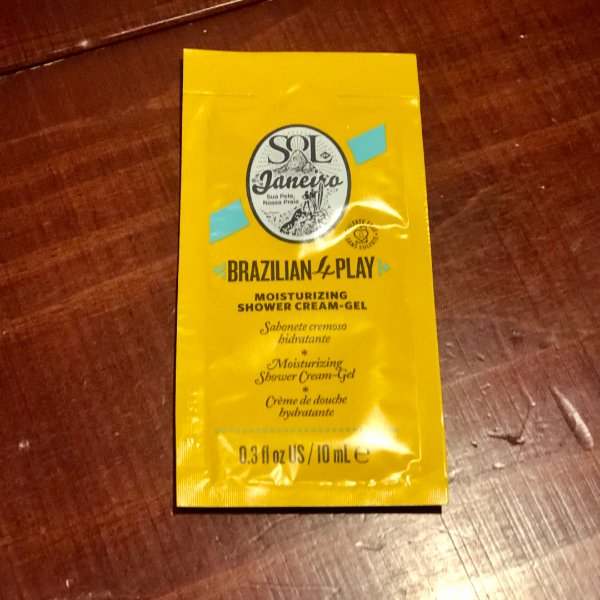 SOL
de
Janeiro
Sua Pele,
Nossa Praia
BRAZILIAN 4 PLAY
MOISTURIZING
SHOWER CREAM-GEL
Sabonete cremoso
hidratante
*
Moisturizing
Shower Cream-Gel
*
Crème de douche
hydratante
0.3 fl oz US / 10 mL ℮